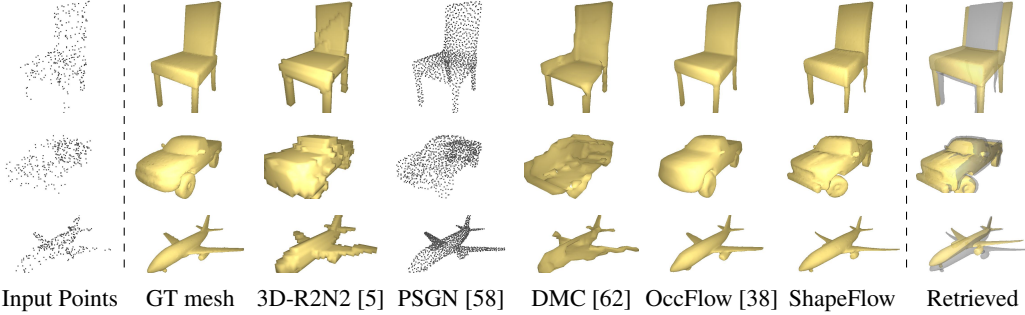 Input Points GT mesh 3D-R2N2 [5] PSGN [58] DMC [62] OccFlow [38] ShapeFlow Retrieved